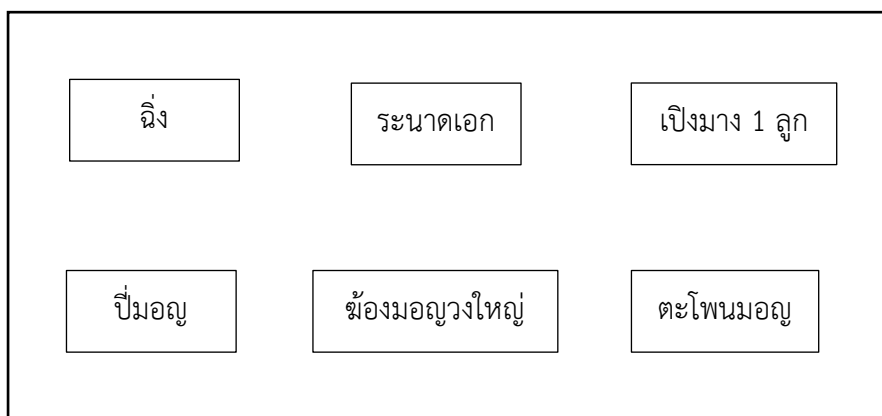 ฉิ่ง
ระนาดเอก
เปิงมาง 1 ลูก
ปี่มอญ
ฆ้องมอญวงใหญ่
ตะโพนมอญ